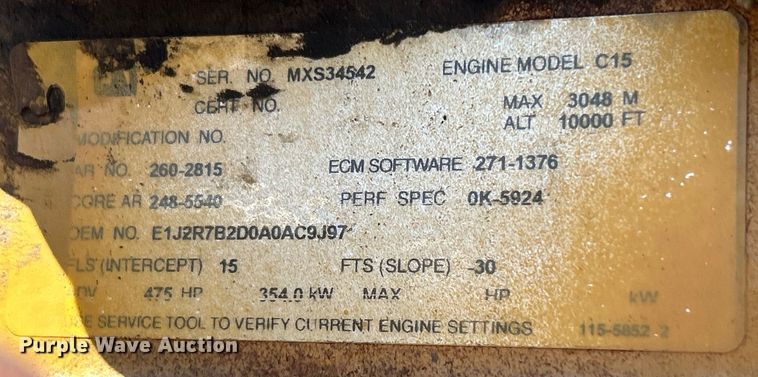 SER. NO. MXS34542 ENGINE MODEL C15
CERT NO. MAX 3048 M
ALT 10000 FT
MODIFICATION NO.
AR NO. 260-2815 ECM SOFTWARE 271-1376
CORE AR 248-5540 PERF SPEC 0K-5924
OEM NO. E1J2R7B2D0A0AC9J97
FLS (INTERCEPT) 15 FTS (SLOPE) -30
ADV 475 HP 354.0 kW MAX HP kW
SERVICE TOOL TO VERIFY CURRENT ENGINE SETTINGS 115-5852 2
Purple Wave Auction